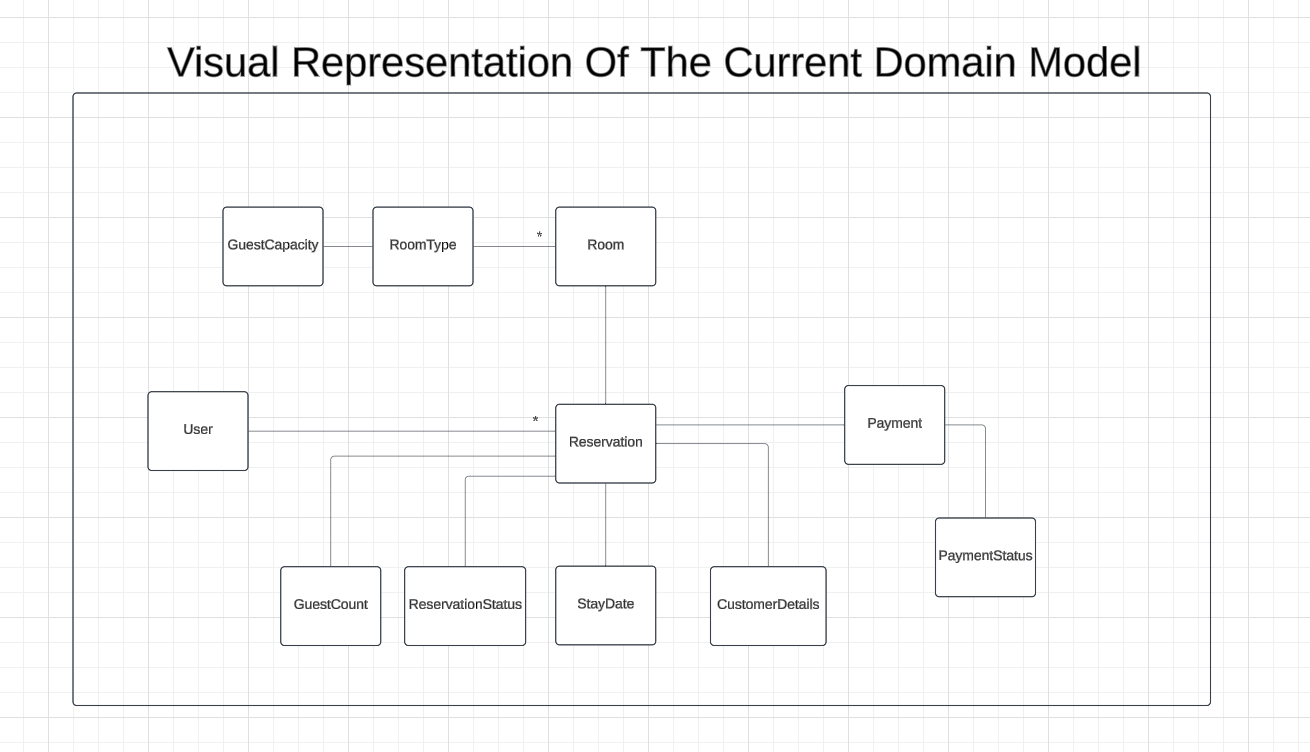 Visual Representation Of The Current Domain Model
GuestCapacity
RoomType
*
Room
User
*
Reservation
Payment
PaymentStatus
GuestCount
ReservationStatus
StayDate
CustomerDetails